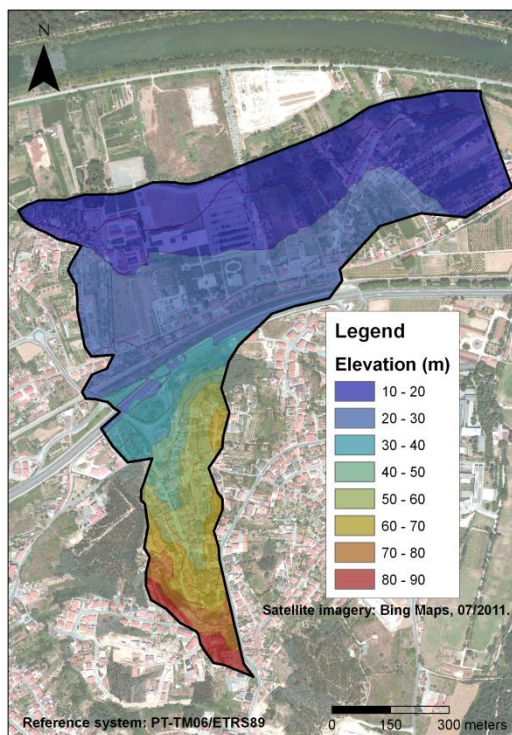 N
Legend
Elevation (m)
10 - 20
20 - 30
30 - 40
40 - 50
50 - 60
60 - 70
70 - 80
80 - 90
Satellite imagery: Bing Maps, 07/2011.
Reference system: PT-TM06/ETRS89
0 150 300 meters